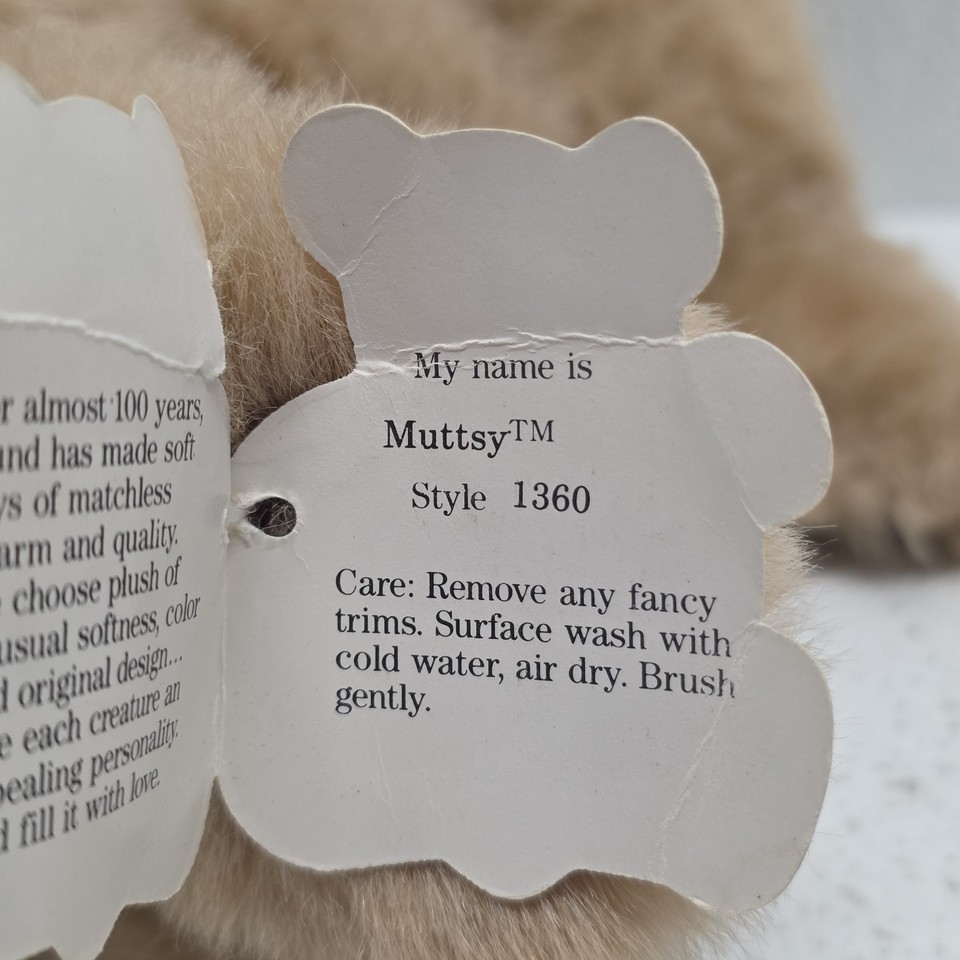 r almost 100 years,
und has made soft
ys of matchless
arm and quality.
choose plush of
usual softness, color
d original design...
e each creature an
pealing personality.
d fill it with love.
My name is
Muttsy™
Style 1360
Care: Remove any fancy
trims. Surface wash with
cold water, air dry. Brush
gently.